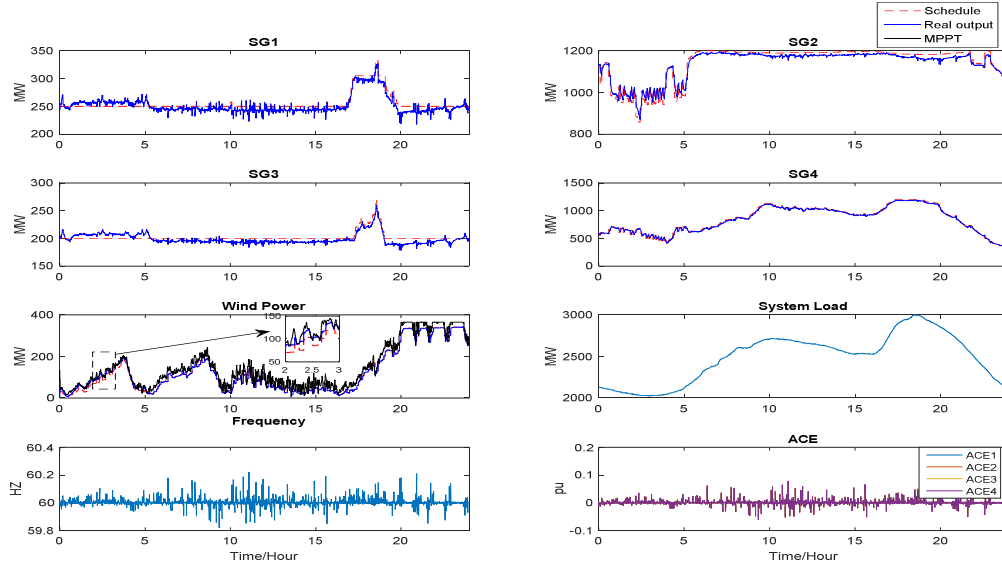 Schedule
Real output
MPPT
SG1
350
300
250
200
MW
0 5 10 15 20
SG2
1200
1000
800
MW
0 5 10 15 20
SG3
300
250
200
150
MW
0 5 10 15 20
SG4
1500
1000
500
0
MW
0 5 10 15 20
Wind Power
400
200
0
MW
150
100
50
2 2.5 3
0 5 10 15 20
System Load
3000
2500
2000
MW
0 5 10 15 20
Frequency
60.4
60.2
60
59.8
HZ
0 5 10 15 20
Time/Hour
ACE
0.2
0.1
0
-0.1
pu
ACE1
ACE2
ACE3
ACE4
0 5 10 15 20
Time/Hour